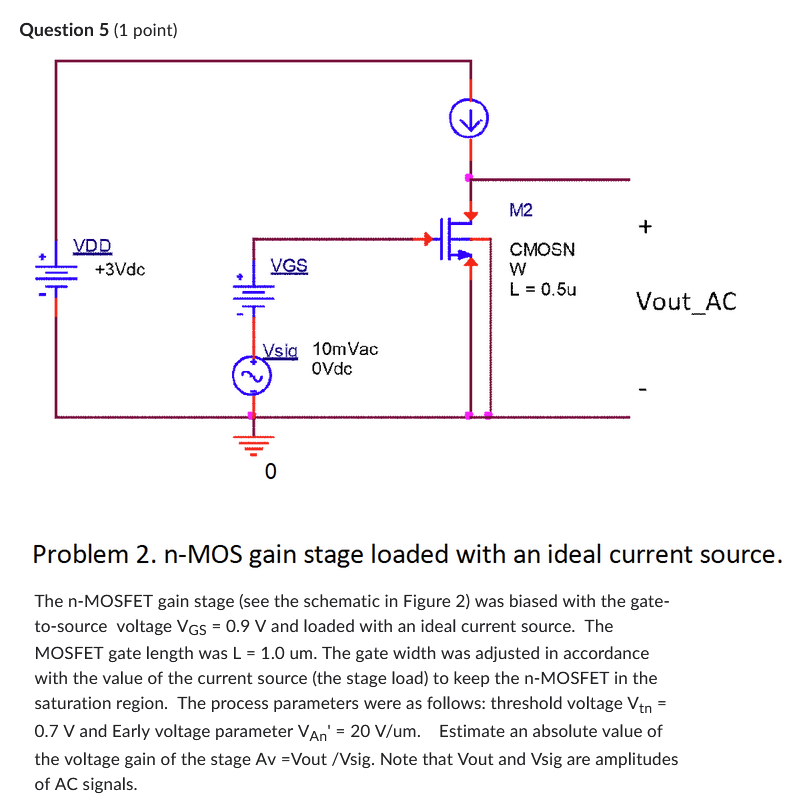 Question 5 (1 point)
VDD
+3Vdc
VGS
Vsig 10mVac
0Vdc
M2
CMOSN
W
L = 0.5u
+
Vout_AC
-
0
Problem 2. n-MOS gain stage loaded with an ideal current source.
The n-MOSFET gain stage (see the schematic in Figure 2) was biased with the gate-
to-source voltage VGS = 0.9 V and loaded with an ideal current source. The
MOSFET gate length was L = 1.0 um. The gate width was adjusted in accordance
with the value of the current source (the stage load) to keep the n-MOSFET in the
saturation region. The process parameters were as follows: threshold voltage Vtn =
0.7 V and Early voltage parameter VAn' = 20 V/um. Estimate an absolute value of
the voltage gain of the stage Av =Vout /Vsig. Note that Vout and Vsig are amplitudes
of AC signals.